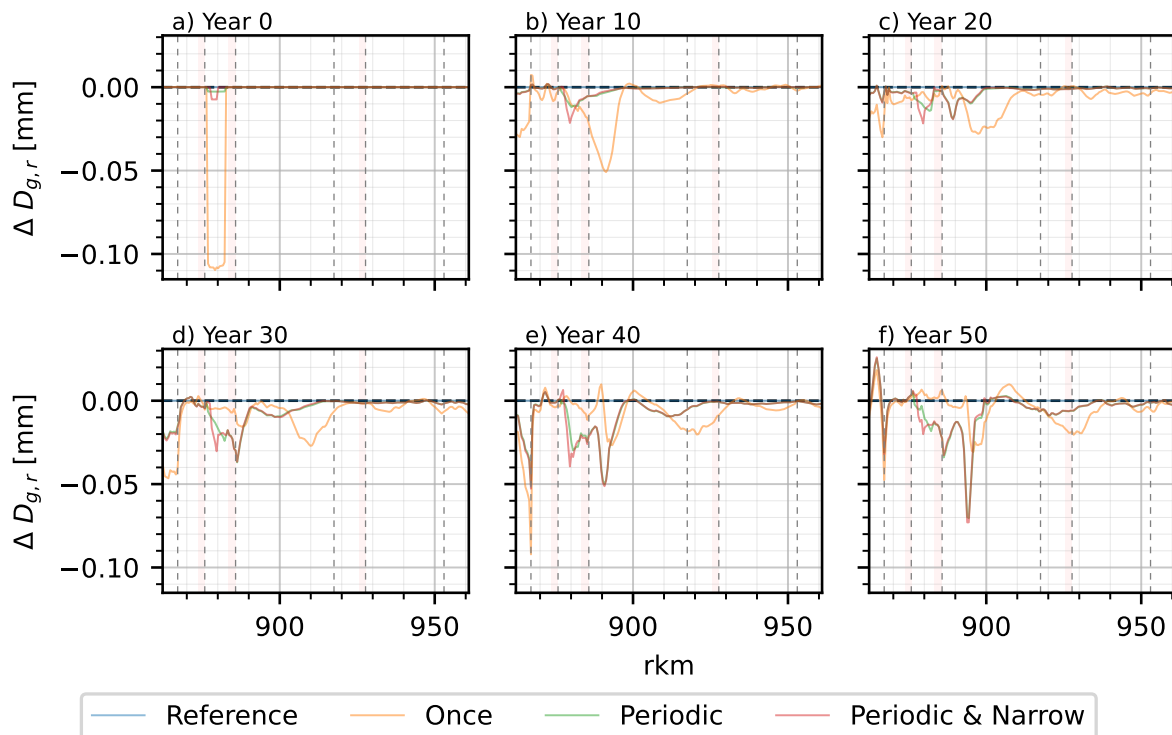 a) Year 0
b) Year 10
c) Year 20
Δ D_{g,r} [mm]
0.00
−0.05
−0.10
d) Year 30
e) Year 40
f) Year 50
Δ D_{g,r} [mm]
0.00
−0.05
−0.10
900 950 900 950 900 950
rkm
Reference Once Periodic Periodic & Narrow